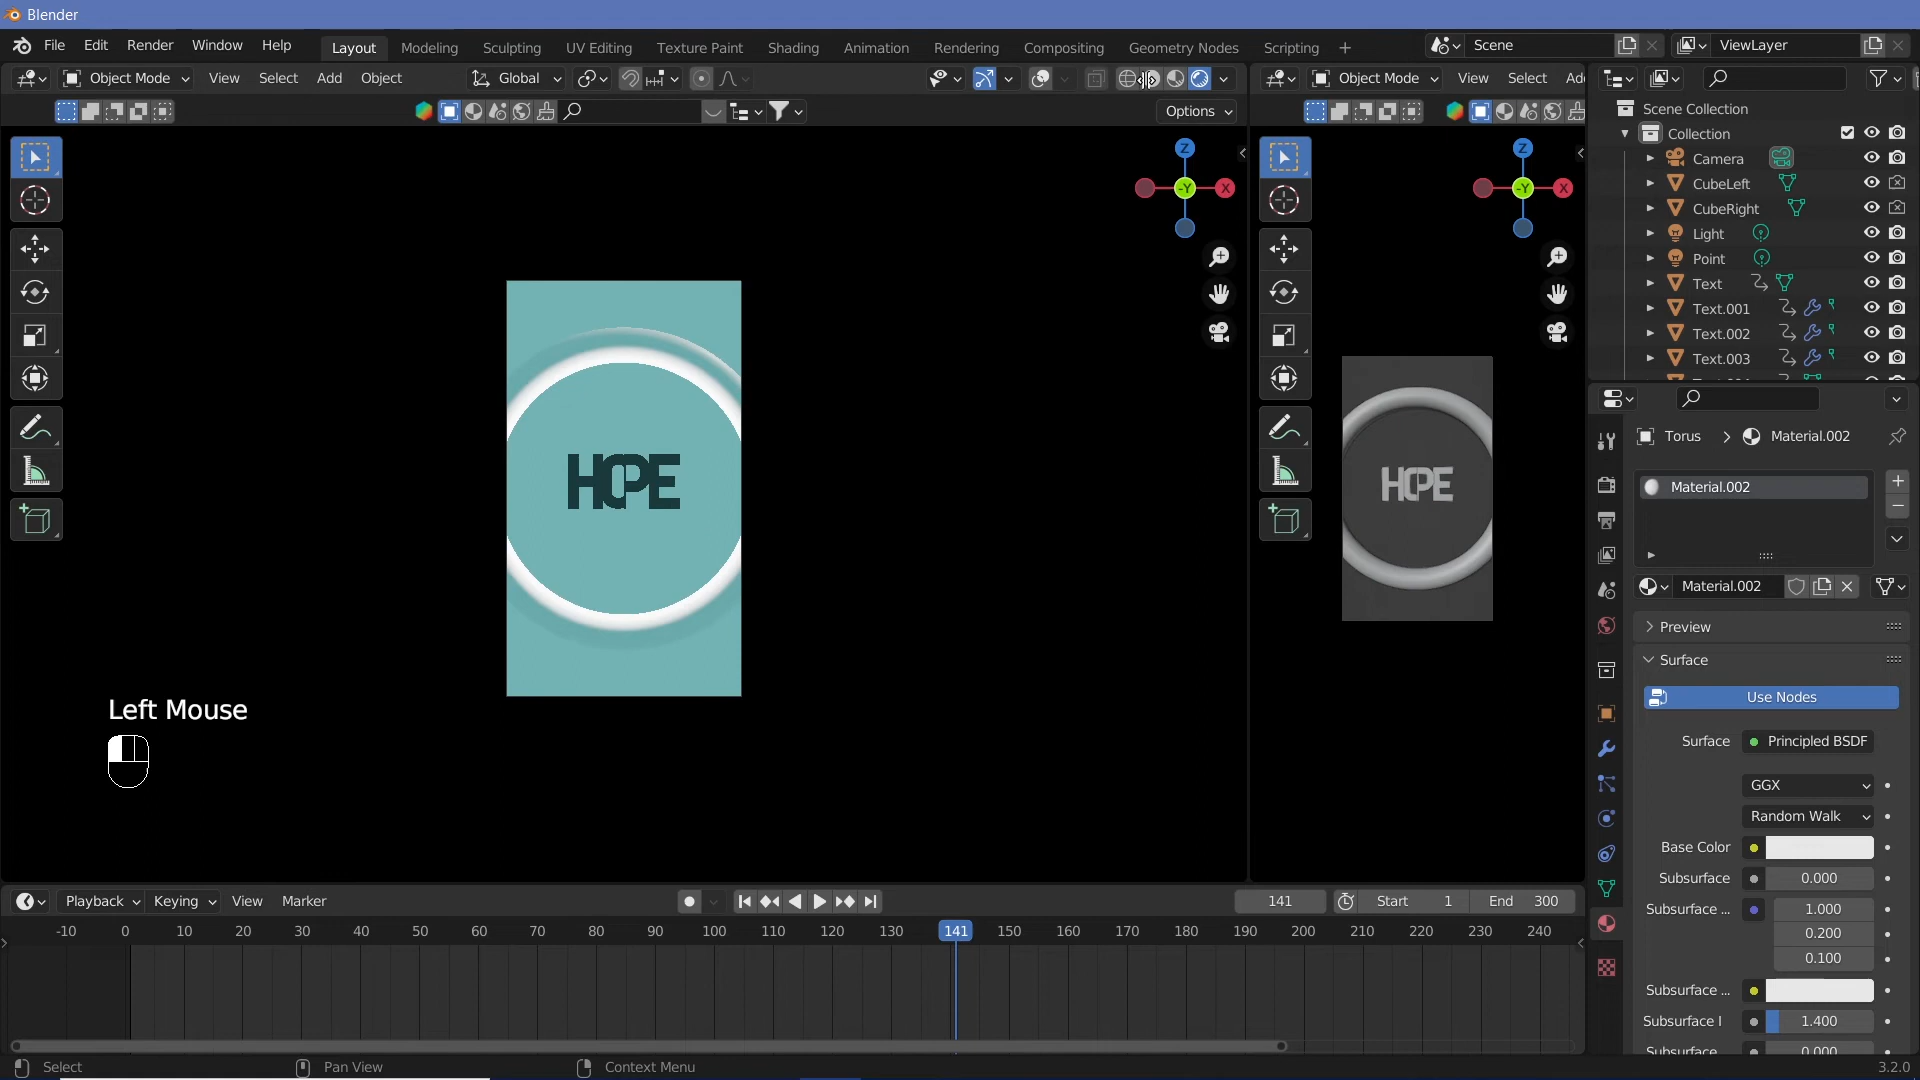 Blender
File Edit Render Window Help Layout Modeling Sculpting UV Editing Texture Paint Shading Animation Rendering Compositing Geometry Nodes Scripting + Scene ViewLayer
Object Mode View Select Add Object Global Object Mode View Select
Options
Scene Collection
Collection
Camera
CubeLeft
CubeRight
Light
Point
Text
Text.001
Text.002
Text.003
Z X -Y
Z X -Y
HOPE
HOPE
Torus > Material.002
Material.002
Material.002
Preview
Surface
Use Nodes
Surface Principled BSDF
GGX
Random Walk
Base Color
Subsurface 0.000
Subsurface ... 1.000
0.200
0.100
Subsurface ...
Subsurface I 1.400
Subsurface 0.000
Left Mouse
Playback Keying View Marker 141 Start 1 End 300
-10 0 10 20 30 40 50 60 70 80 90 100 110 120 130 141 150 160 170 180 190 200 210 220 230 240
Select Pan View Context Menu 3.2.0